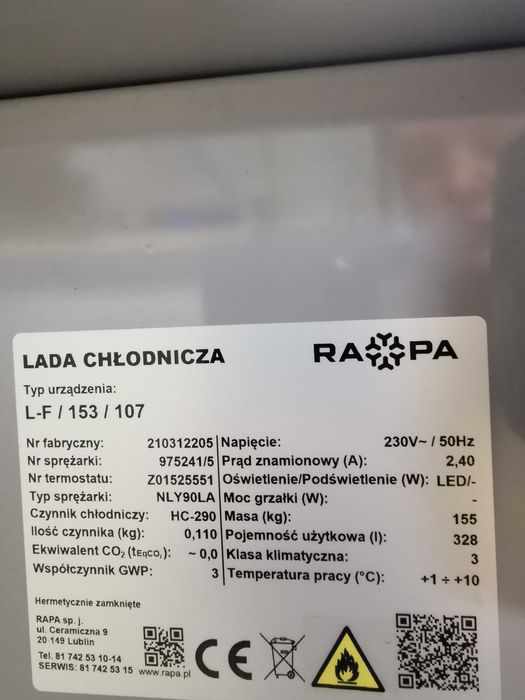 LADA CHŁODNICZA
RAPA
Typ urządzenia:
L-F / 153 / 107
Nr fabryczny: 210312205
Nr sprężarki: 975241/5
Nr termostatu: Z01525551
Typ sprężarki: NLY90LA
Czynnik chłodniczy: HC-290
Ilość czynnika (kg): 0,110
Ekwiwalent CO₂ (tEqCO₂): ~ 0,0
Współczynnik GWP: 3
Napięcie: 230V~ / 50Hz
Prąd znamionowy (A): 2,40
Oświetlenie/Podświetlenie (W): LED/-
Moc grzałki (W): -
Masa (kg): 155
Pojemność użytkowa (l): 328
Klasa klimatyczna: 3
Temperatura pracy (°C): +1 ÷ +10
Hermetycznie zamknięte
RAPA sp. j.
ul. Ceramiczna 9
20 149 Lublin
Tel. 81 742 53 10-14
SERWIS: 81 742 53 15
www.rapa.pl
CE